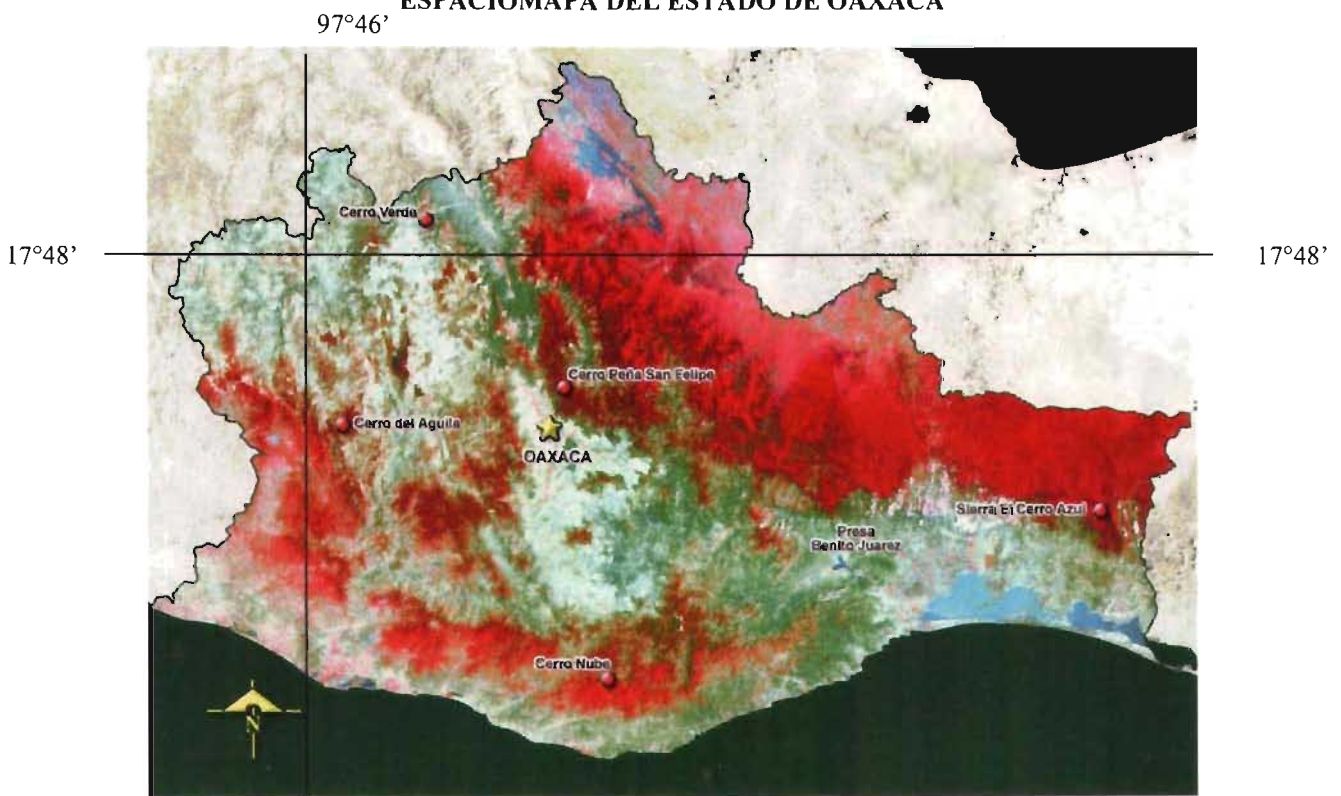 ESPACIOMAPA DEL ESTADO DE OAXACA
97°46'
Cerro Verde
17°48'
17°48'
Cerro Peña San Felipe
Cerro del Aguila
OAXACA
Sierra El Cerro Azul
Presa
Benito Juarez
Cerro Nube
N